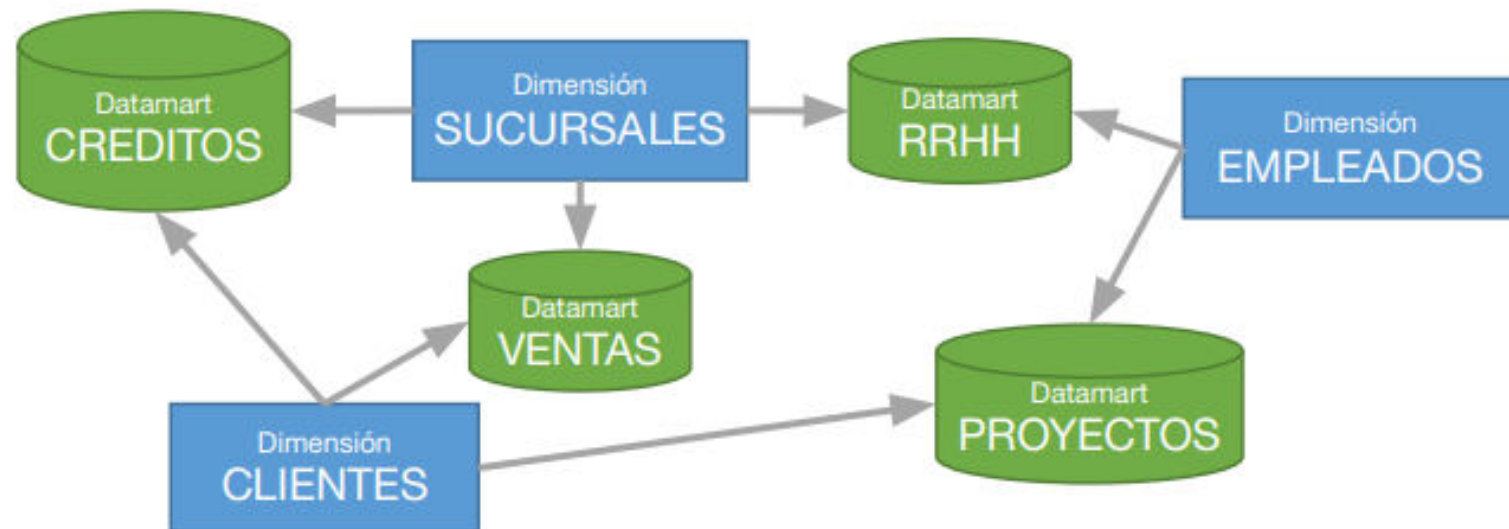 Datamart
CREDITOS
Dimensión
SUCURSALES
Datamart
RRHH
Dimensión
EMPLEADOS
Datamart
VENTAS
Datamart
PROYECTOS
Dimensión
CLIENTES